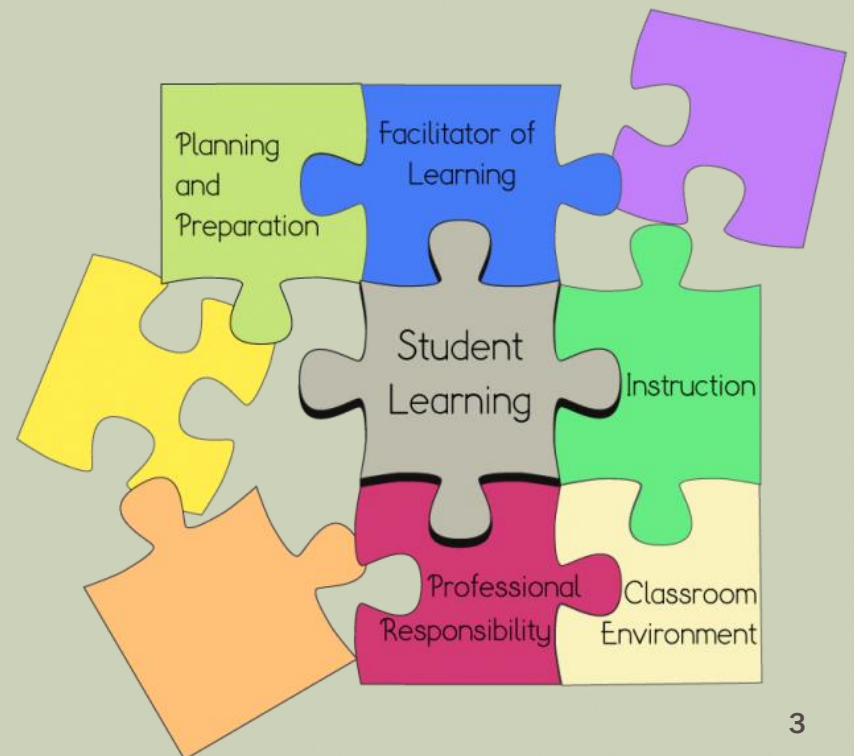 Planning
and
Preparation
Facilitator of
Learning
Student
Learning
Instruction
Professional
Responsibility
Classroom
Environment
3